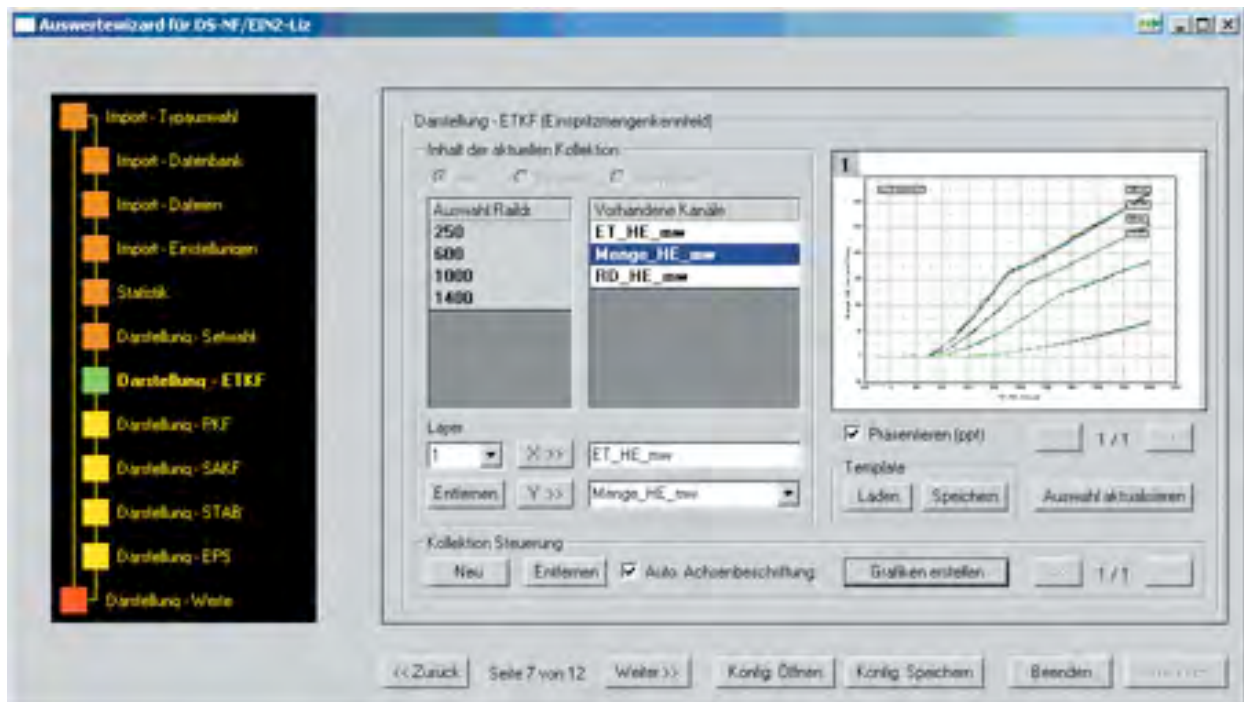 Auswertewizard für DS-NF/EIN2-Liz
Import - Typauswahl
Import - Datenbank
Import - Dateien
Import - Einstellungen
Statistik
Darstellung - Setwahl
Darstellung - ETKF
Darstellung - PKF
Darstellung - SAKF
Darstellung - STAB
Darstellung - EPS
Darstellung - Werte
Darstellung - ETKF (Einspritzmengenkennfeld)
Inhalt der aktuellen Kollektion
Auswahl Raildr.
250
600
1000
1400
Vorhandene Kanäle
ET_HE_mw
Menge_HE_mw
RD_HE_mw
Layer
1
X >>
ET_HE_mw
Entfernen
Y >>
Menge_HE_mw
1
Präsentieren (ppt)
1 / 1
Template
Laden
Speichern
Auswahl aktualisieren
Kollektion Steuerung
Neu
Entfernen
Auto. Achsenbeschriftung
Grafiken erstellen
1 / 1
<< Zurück
Seite 7 von 12
Weiter >>
Konfig. Öffnen
Konfig. Speichern
Beenden